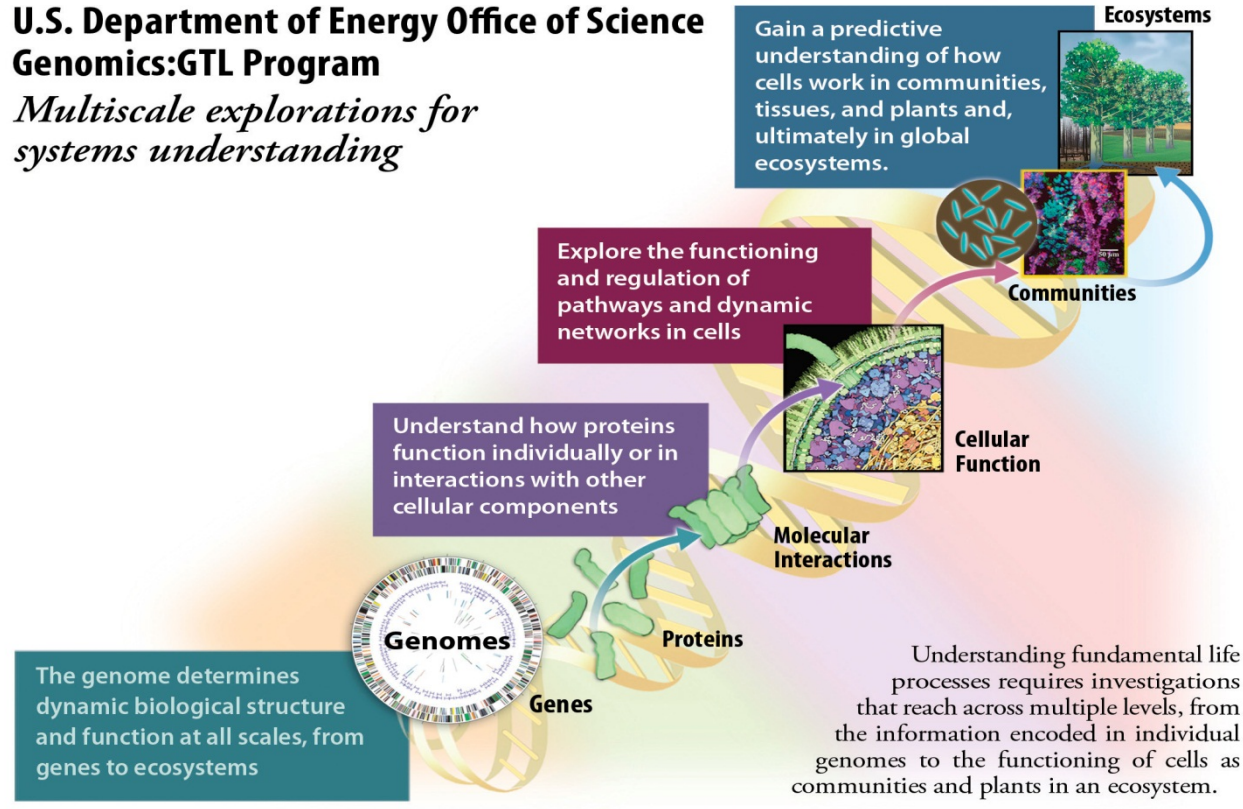 U.S. Department of Energy Office of Science
Genomics:GTL Program
Multiscale explorations for
systems understanding
Ecosystems
Gain a predictive
understanding of how
cells work in communities,
tissues, and plants and,
ultimately in global
ecosystems.
50 µm
Communities
Explore the functioning
and regulation of
pathways and dynamic
networks in cells
Cellular
Function
Understand how proteins
function individually or in
interactions with other
cellular components
Molecular
Interactions
Genomes
Proteins
Genes
The genome determines
dynamic biological structure
and function at all scales, from
genes to ecosystems
Understanding fundamental life
processes requires investigations
that reach across multiple levels, from
the information encoded in individual
genomes to the functioning of cells as
communities and plants in an ecosystem.